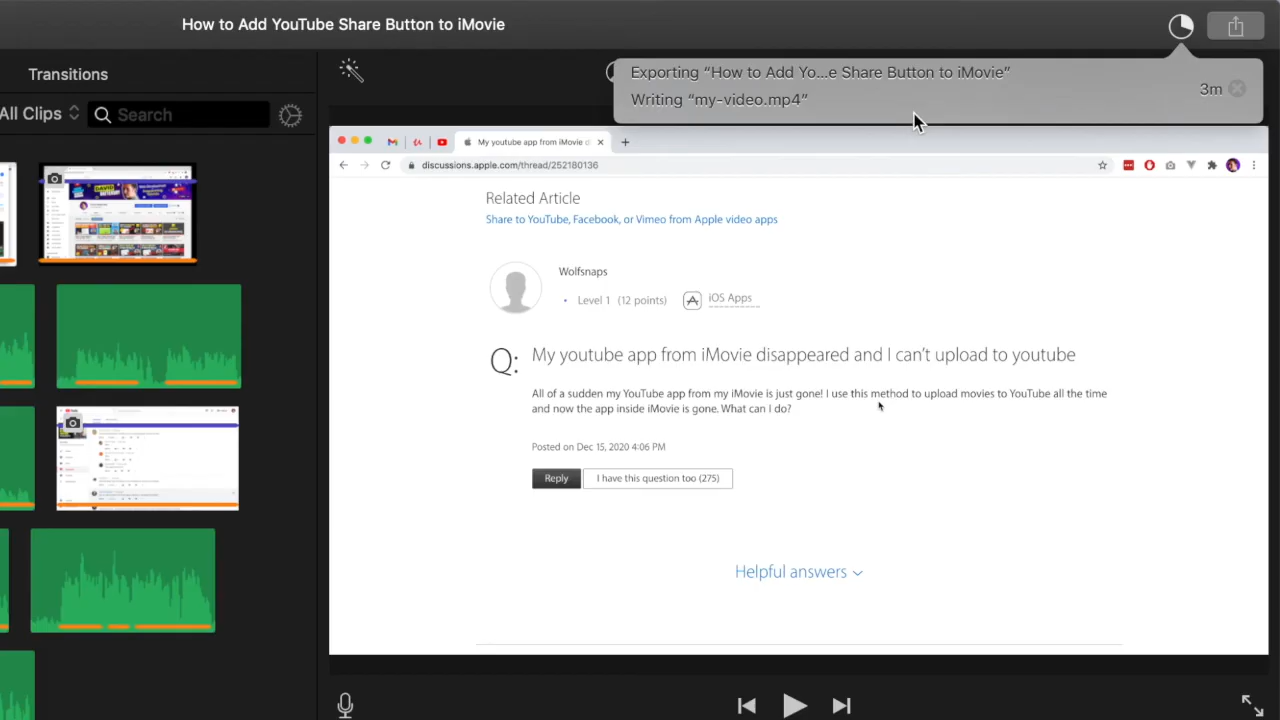 How to Add YouTube Share Button to iMovie
Transitions
All Clips
Search
Exporting “How to Add Yo...e Share Button to iMovie”
Writing “my-video.mp4”
3m
My youtube app from iMovie d
discussions.apple.com/thread/252180136
Related Article
Share to YouTube, Facebook, or Vimeo from Apple video apps
Wolfsnaps
• Level 1 (12 points)
iOS Apps
Q: My youtube app from iMovie disappeared and I can't upload to youtube
All of a sudden my YouTube app from my iMovie is just gone! I use this method to upload movies to YouTube all the time
and now the app inside iMovie is gone. What can I do?
Posted on Dec 15, 2020 4:06 PM
Reply
I have this question too (275)
Helpful answers